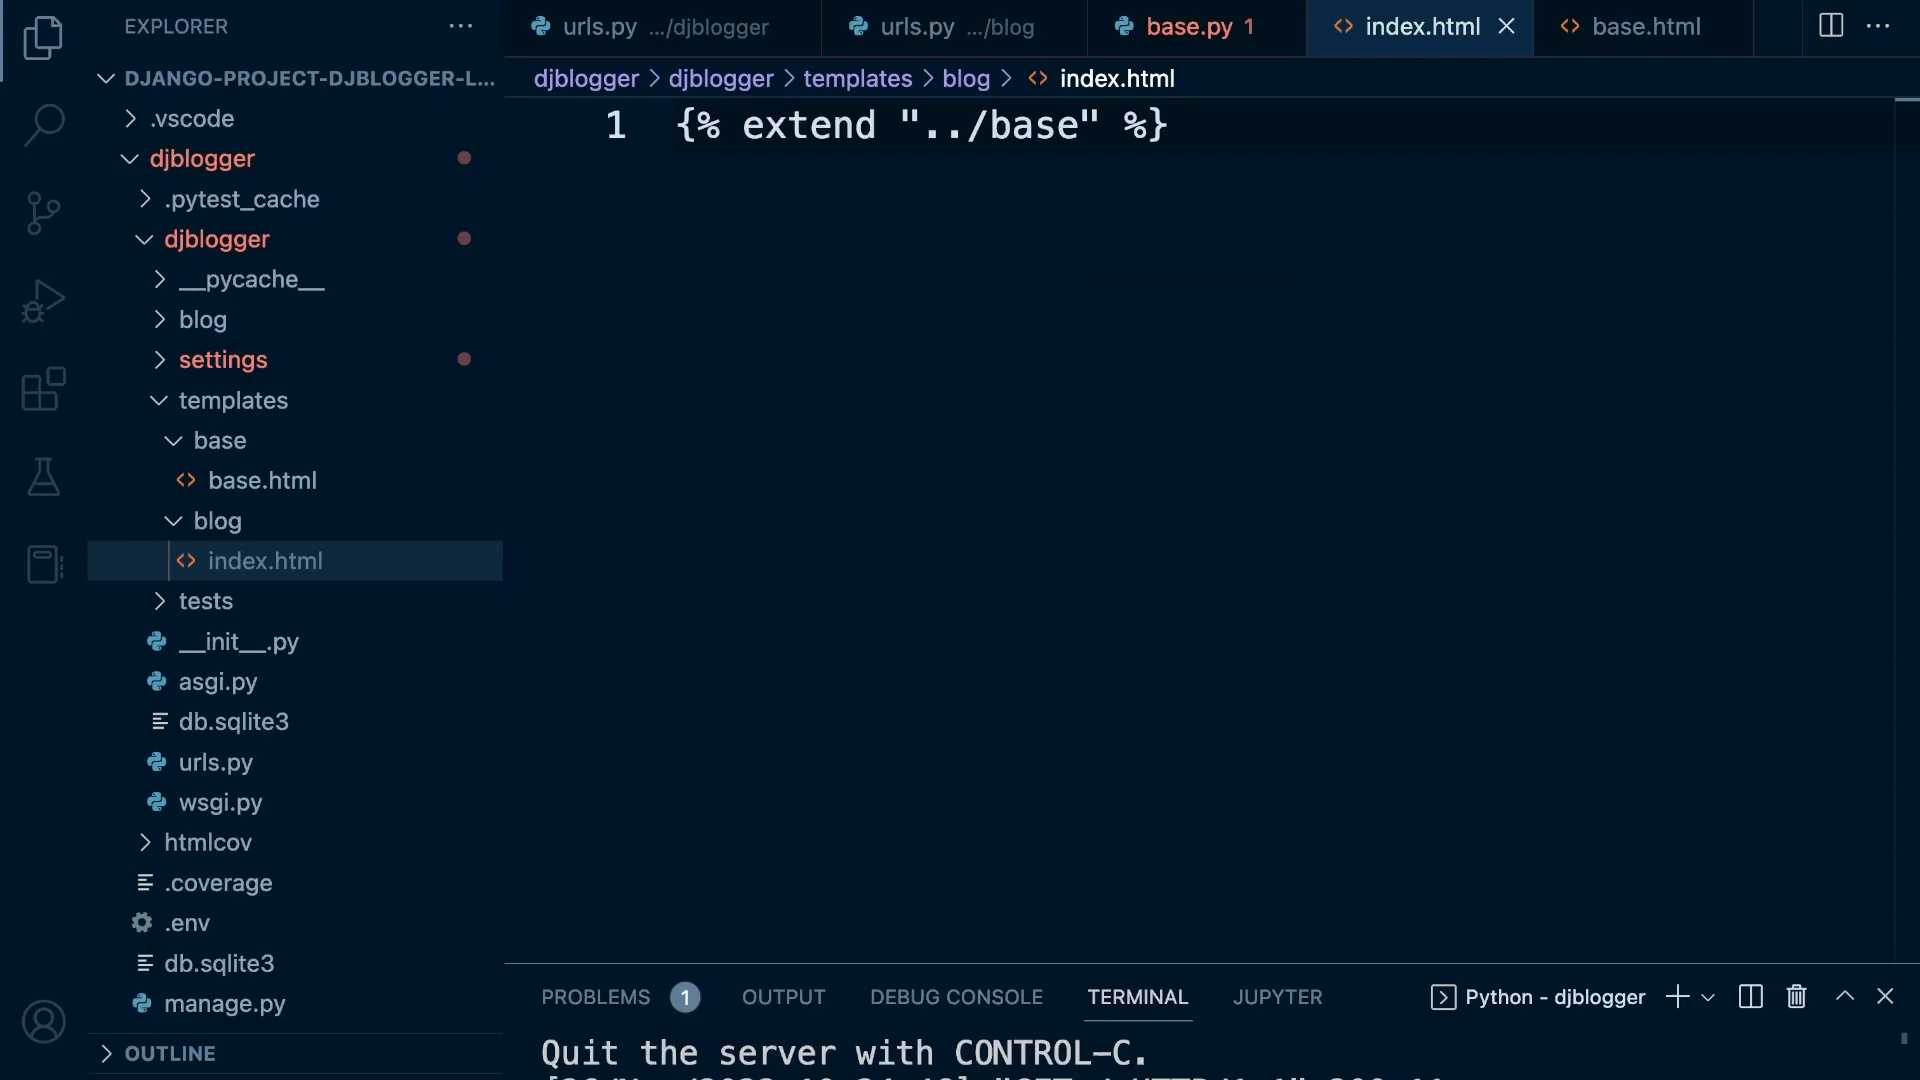 EXPLORER
DJANGO-PROJECT-DJBLOGGER-L...
.vscode
djblogger
.pytest_cache
djblogger
__pycache__
blog
settings
templates
base
base.html
blog
index.html
tests
__init__.py
asgi.py
db.sqlite3
urls.py
wsgi.py
htmlcov
.coverage
.env
db.sqlite3
manage.py
OUTLINE
urls.py .../djblogger urls.py .../blog base.py 1 index.html base.html
djblogger > djblogger > templates > blog > index.html
1 {% extend "../base" %}
PROBLEMS 1 OUTPUT DEBUG CONSOLE TERMINAL JUPYTER Python - djblogger
Quit the server with CONTROL-C.